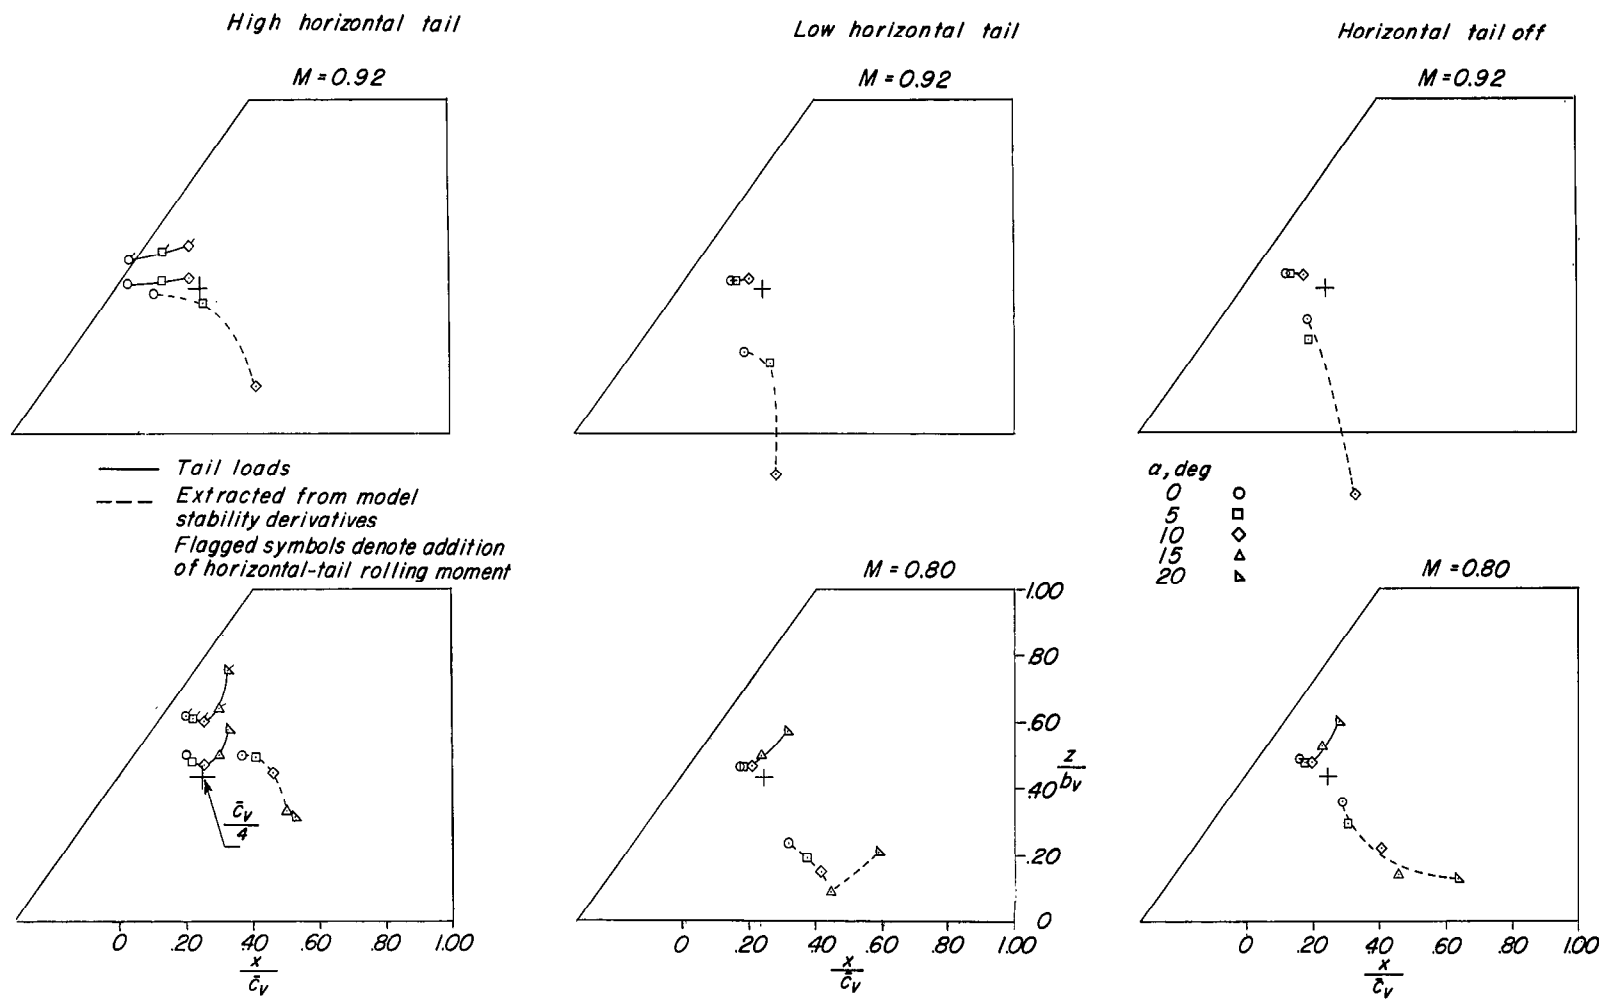 High horizontal tail
Low horizontal tail
Horizontal tail off
M = 0.92
M = 0.92
M = 0.92
Tail loads
Extracted from model
stability derivatives
Flagged symbols denote addition
of horizontal-tail rolling moment
α, deg
0
5
10
15
20
M = 0.80
M = 0.80
1.00
.80
.60
.40
.20
0
z/b_v
c̄_v/4
0 .20 .40 .60 .80 1.00
x/c̄_v
0 .20 .40 .60 .80 1.00
x/c̄_v
0 .20 .40 .60 .80 1.00
x/c̄_v